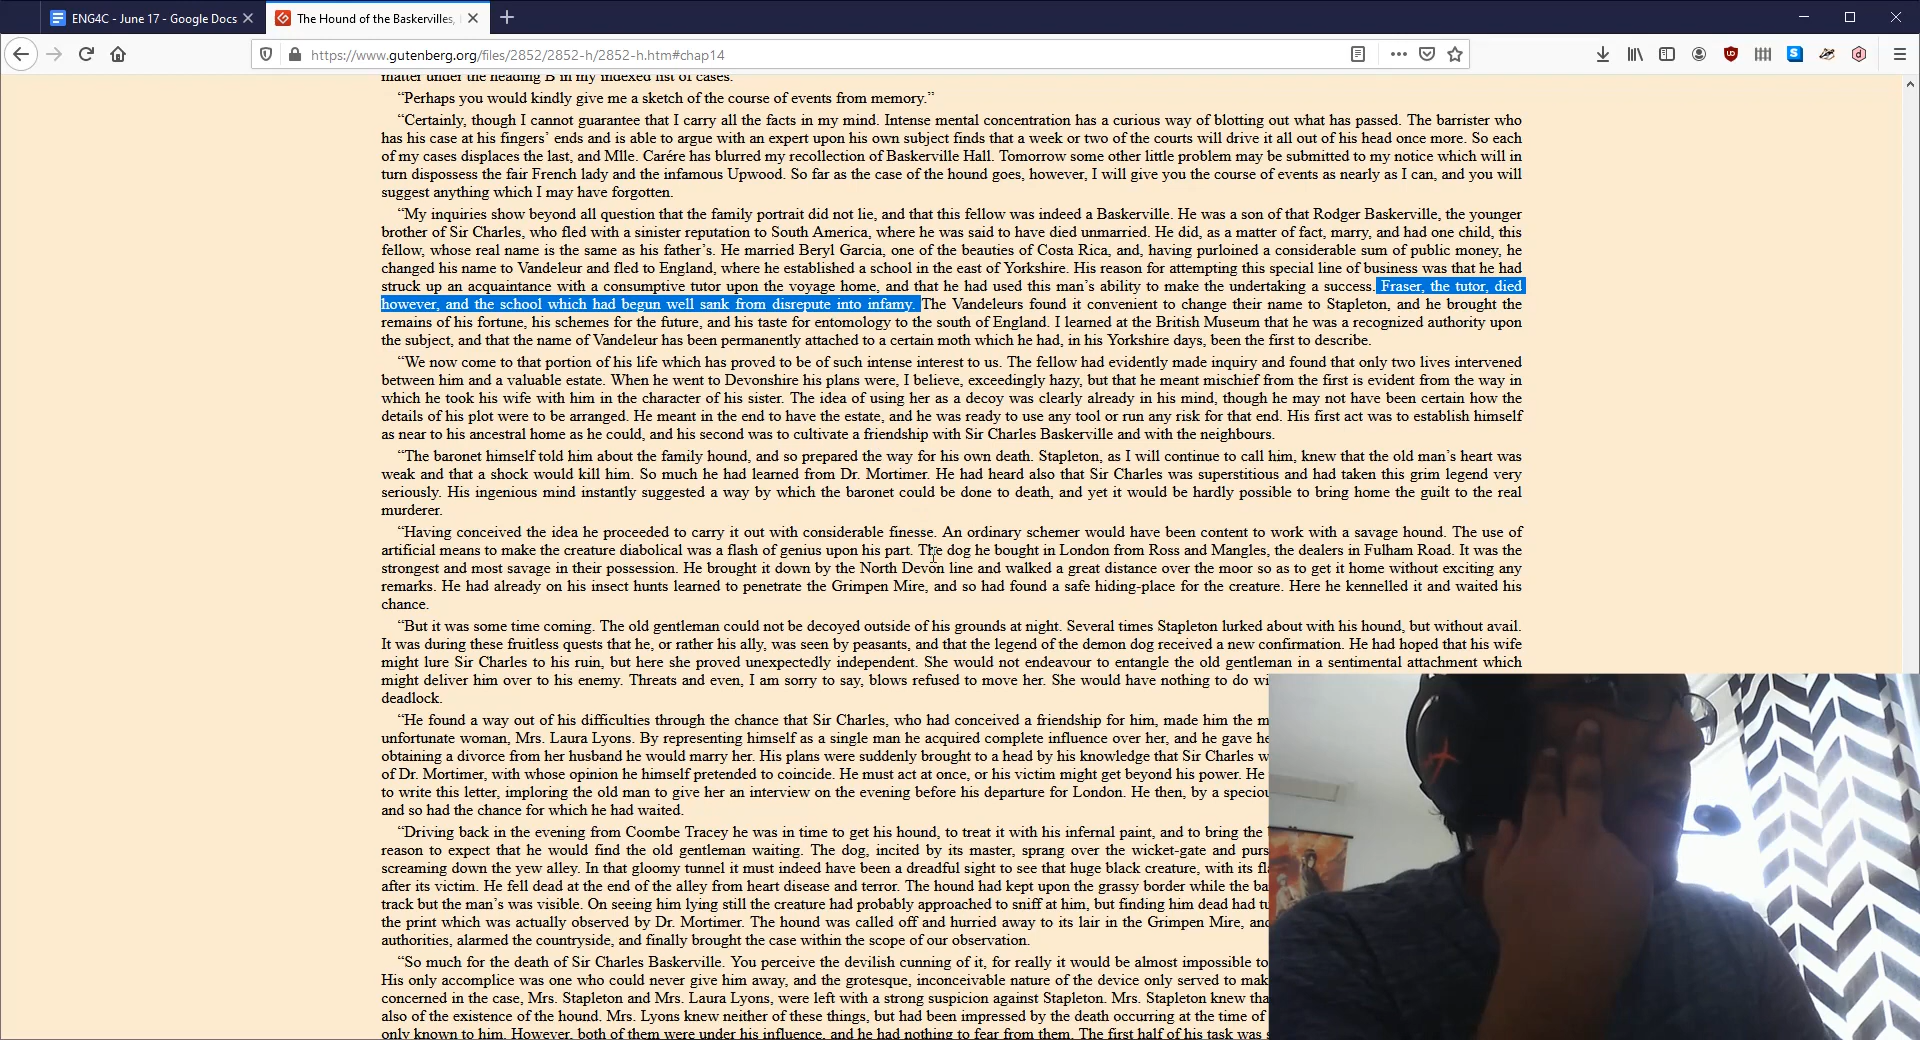 ENG4C - June 17 - Google Docs
The Hound of the Baskervilles,
https://www.gutenberg.org/files/2852/2852-h/2852-h.htm#chap14
matter under the heading B in my indexed list of cases.
“Perhaps you would kindly give me a sketch of the course of events from memory.”
“Certainly, though I cannot guarantee that I carry all the facts in my mind. Intense mental concentration has a curious way of blotting out what has passed. The barrister who
has his case at his fingers’ ends and is able to argue with an expert upon his own subject finds that a week or two of the courts will drive it all out of his head once more. So each
of my cases displaces the last, and Mlle. Carére has blurred my recollection of Baskerville Hall. Tomorrow some other little problem may be submitted to my notice which will in
turn dispossess the fair French lady and the infamous Upwood. So far as the case of the hound goes, however, I will give you the course of events as nearly as I can, and you will
suggest anything which I may have forgotten.
“My inquiries show beyond all question that the family portrait did not lie, and that this fellow was indeed a Baskerville. He was a son of that Rodger Baskerville, the younger
brother of Sir Charles, who fled with a sinister reputation to South America, where he was said to have died unmarried. He did, as a matter of fact, marry, and had one child, this
fellow, whose real name is the same as his father’s. He married Beryl Garcia, one of the beauties of Costa Rica, and, having purloined a considerable sum of public money, he
changed his name to Vandeleur and fled to England, where he established a school in the east of Yorkshire. His reason for attempting this special line of business was that he had
struck up an acquaintance with a consumptive tutor upon the voyage home, and that he had used this man’s ability to make the undertaking a success. Fraser, the tutor, died
however, and the school which had begun well sank from disrepute into infamy. The Vandeleurs found it convenient to change their name to Stapleton, and he brought the
remains of his fortune, his schemes for the future, and his taste for entomology to the south of England. I learned at the British Museum that he was a recognized authority upon
the subject, and that the name of Vandeleur has been permanently attached to a certain moth which he had, in his Yorkshire days, been the first to describe.
“We now come to that portion of his life which has proved to be of such intense interest to us. The fellow had evidently made inquiry and found that only two lives intervened
between him and a valuable estate. When he went to Devonshire his plans were, I believe, exceedingly hazy, but that he meant mischief from the first is evident from the way in
which he took his wife with him in the character of his sister. The idea of using her as a decoy was clearly already in his mind, though he may not have been certain how the
details of his plot were to be arranged. He meant in the end to have the estate, and he was ready to use any tool or run any risk for that end. His first act was to establish himself
as near to his ancestral home as he could, and his second was to cultivate a friendship with Sir Charles Baskerville and with the neighbours.
“The baronet himself told him about the family hound, and so prepared the way for his own death. Stapleton, as I will continue to call him, knew that the old man’s heart was
weak and that a shock would kill him. So much he had learned from Dr. Mortimer. He had heard also that Sir Charles was superstitious and had taken this grim legend very
seriously. His ingenious mind instantly suggested a way by which the baronet could be done to death, and yet it would be hardly possible to bring home the guilt to the real
murderer.
“Having conceived the idea he proceeded to carry it out with considerable finesse. An ordinary schemer would have been content to work with a savage hound. The use of
artificial means to make the creature diabolical was a flash of genius upon his part. The dog he bought in London from Ross and Mangles, the dealers in Fulham Road. It was the
strongest and most savage in their possession. He brought it down by the North Devon line and walked a great distance over the moor so as to get it home without exciting any
remarks. He had already on his insect hunts learned to penetrate the Grimpen Mire, and so had found a safe hiding-place for the creature. Here he kennelled it and waited his
chance.
“But it was some time coming. The old gentleman could not be decoyed outside of his grounds at night. Several times Stapleton lurked about with his hound, but without avail.
It was during these fruitless quests that he, or rather his ally, was seen by peasants, and that the legend of the demon dog received a new confirmation. He had hoped that his wife
might lure Sir Charles to his ruin, but here she proved unexpectedly independent. She would not endeavour to entangle the old gentleman in a sentimental attachment which
might deliver him over to his enemy. Threats and even, I am sorry to say, blows refused to move her. She would have nothing to do wi
deadlock.
“He found a way out of his difficulties through the chance that Sir Charles, who had conceived a friendship for him, made him the m
unfortunate woman, Mrs. Laura Lyons. By representing himself as a single man he acquired complete influence over her, and he gave he
obtaining a divorce from her husband he would marry her. His plans were suddenly brought to a head by his knowledge that Sir Charles w
of Dr. Mortimer, with whose opinion he himself pretended to coincide. He must act at once, or his victim might get beyond his power. He
to write this letter, imploring the old man to give her an interview on the evening before his departure for London. He then, by a speciou
and so had the chance for which he had waited.
“Driving back in the evening from Coombe Tracey he was in time to get his hound, to treat it with his infernal paint, and to bring the
reason to expect that he would find the old gentleman waiting. The dog, incited by its master, sprang over the wicket-gate and purs
screaming down the yew alley. In that gloomy tunnel it must indeed have been a dreadful sight to see that huge black creature, with its fl
after its victim. He fell dead at the end of the alley from heart disease and terror. The hound had kept upon the grassy border while the ba
track but the man’s was visible. On seeing him lying still the creature had probably approached to sniff at him, but finding him dead had tu
the print which was actually observed by Dr. Mortimer. The hound was called off and hurried away to its lair in the Grimpen Mire, and
authorities, alarmed the countryside, and finally brought the case within the scope of our observation.
“So much for the death of Sir Charles Baskerville. You perceive the devilish cunning of it, for really it would be almost impossible to
His only accomplice was one who could never give him away, and the grotesque, inconceivable nature of the device only served to mak
concerned in the case, Mrs. Stapleton and Mrs. Laura Lyons, were left with a strong suspicion against Stapleton. Mrs. Stapleton knew tha
also of the existence of the hound. Mrs. Lyons knew neither of these things, but had been impressed by the death occurring at the time of
only known to him. However, both of them were under his influence, and he had nothing to fear from them. The first half of his task was s